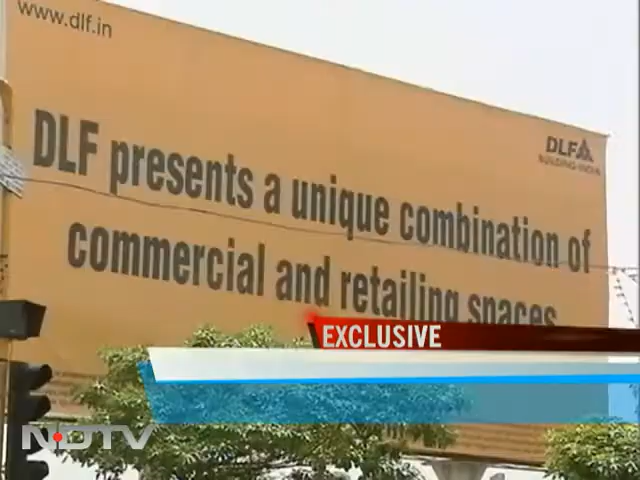 www.dlf.in
DLF
BUILDING INDIA
DLF presents a unique combination of
commercial and retailing spaces
EXCLUSIVE
NDTV